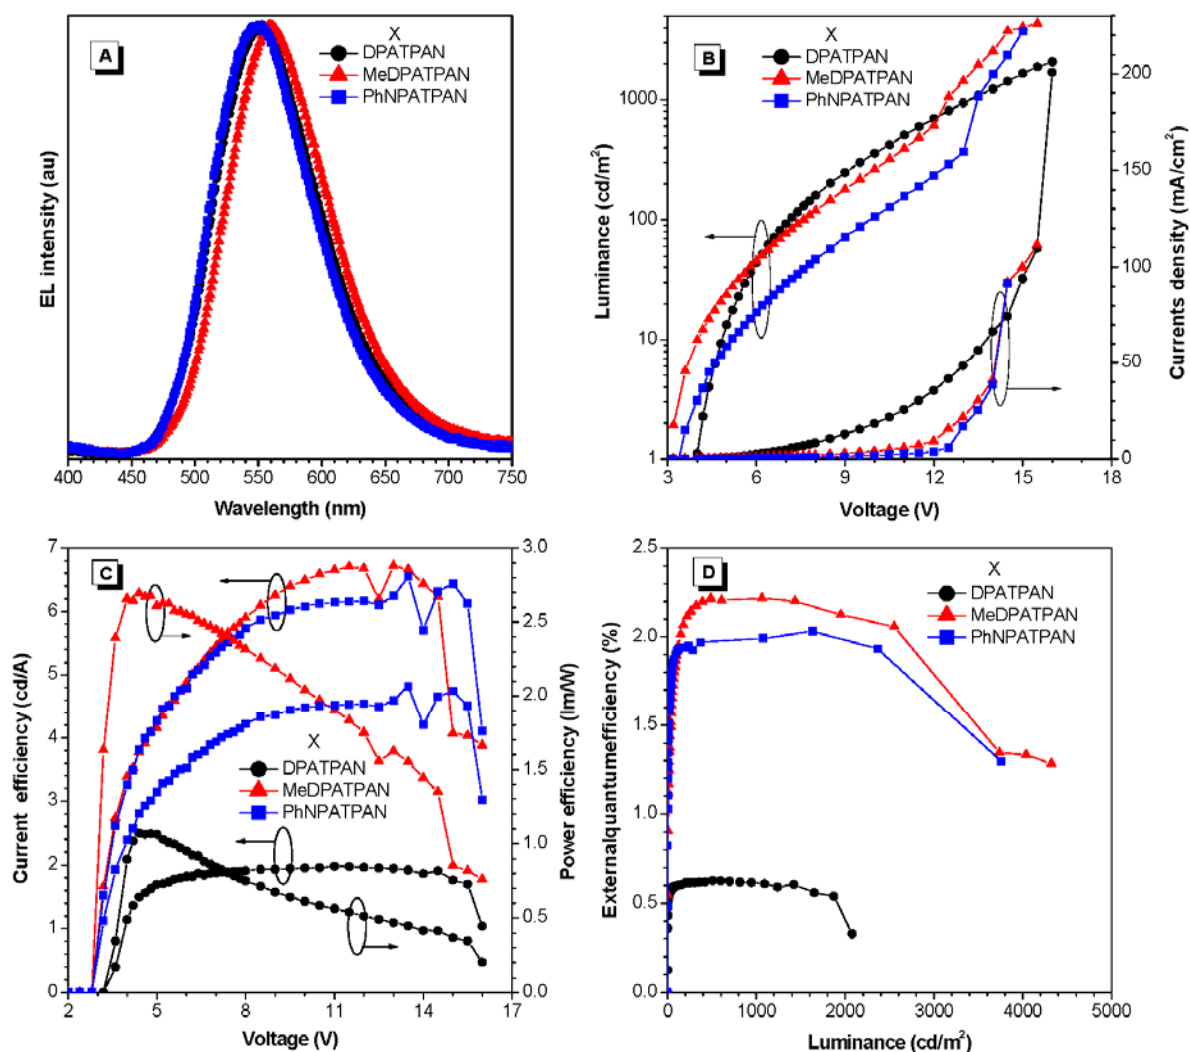 A
X
DPATPAN
MeDPATPAN
PhNPATPAN
EL intensity (au)
400 450 500 550 600 650 700 750
Wavelength (nm)
B
X
DPATPAN
MeDPATPAN
PhNPATPAN
Luminance (cd/m²)
1000
100
10
1
Currents density (mA/cm²)
200
150
100
50
0
3 6 9 12 15 18
Voltage (V)
C
X
DPATPAN
MeDPATPAN
PhNPATPAN
Current efficiency (cd/A)
7
6
5
4
3
2
1
0
Power efficiency (lm/W)
3.0
2.5
2.0
1.5
1.0
0.5
0.0
2 5 8 11 14 17
Voltage (V)
D
X
DPATPAN
MeDPATPAN
PhNPATPAN
Externalquantumefficiency (%)
2.5
2.0
1.5
1.0
0.5
0.0
0 1000 2000 3000 4000 5000
Luminance (cd/m²)